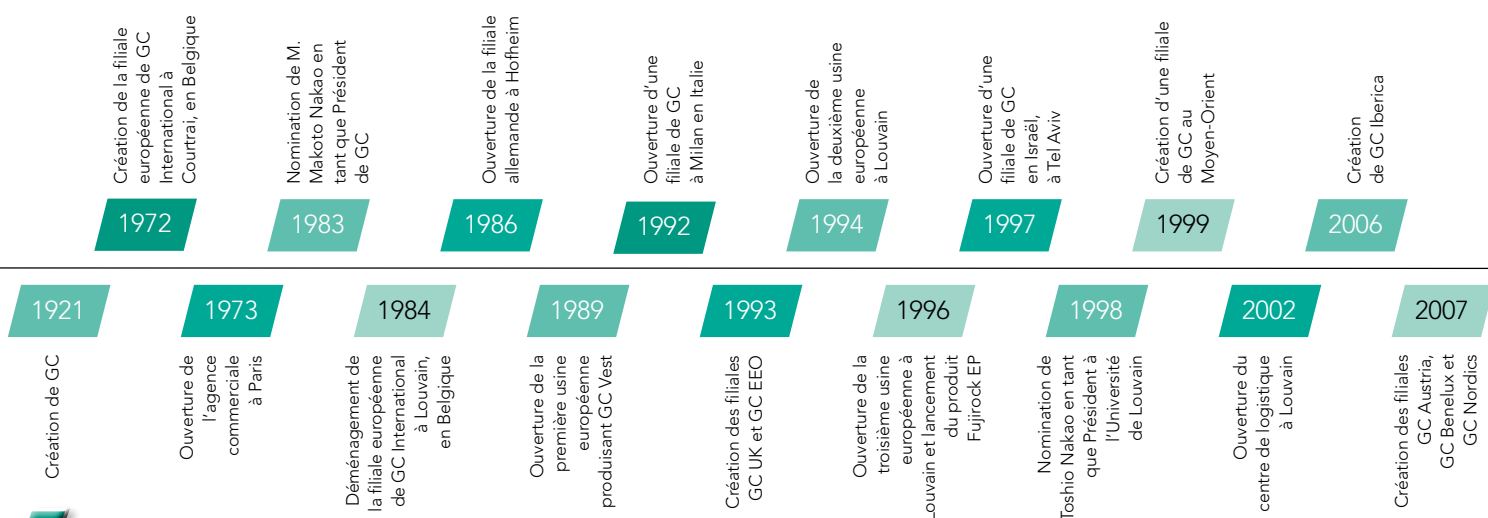 Création de la filiale
européenne de GC
International à
Courtrai, en Belgique
1972
Nomination de M.
Makoto Nakao en
tant que Président
de GC
1983
Ouverture de la filiale
allemande à Hofheim
1986
Ouverture d'une
filiale de GC
à Milan en Italie
1992
Ouverture de
la deuxième usine
européenne
à Louvain
1994
Ouverture d'une
filiale de GC
en Israël,
à Tel Aviv
1997
Création d'une filiale
de GC au
Moyen-Orient
1999
Création
de GC Iberica
2006
1921
Création de GC
1973
Ouverture de
l'agence
commerciale
à Paris
1984
Déménagement de
la filiale européenne
de GC International
à Louvain,
en Belgique
1989
Ouverture de la
première usine
européenne
produisant GC Vest
1993
Création des filiales
GC UK et GC EEO
1996
Ouverture de la
troisième usine
européenne à
Louvain et lancement
du produit
Fujirock EP
1998
Nomination de
Toshio Nakao en tant
que Président à
l'Université
de Louvain
2002
Ouverture du
centre de logistique
à Louvain
2007
Création des filiales
GC Austria,
GC Benelux et
GC Nordics